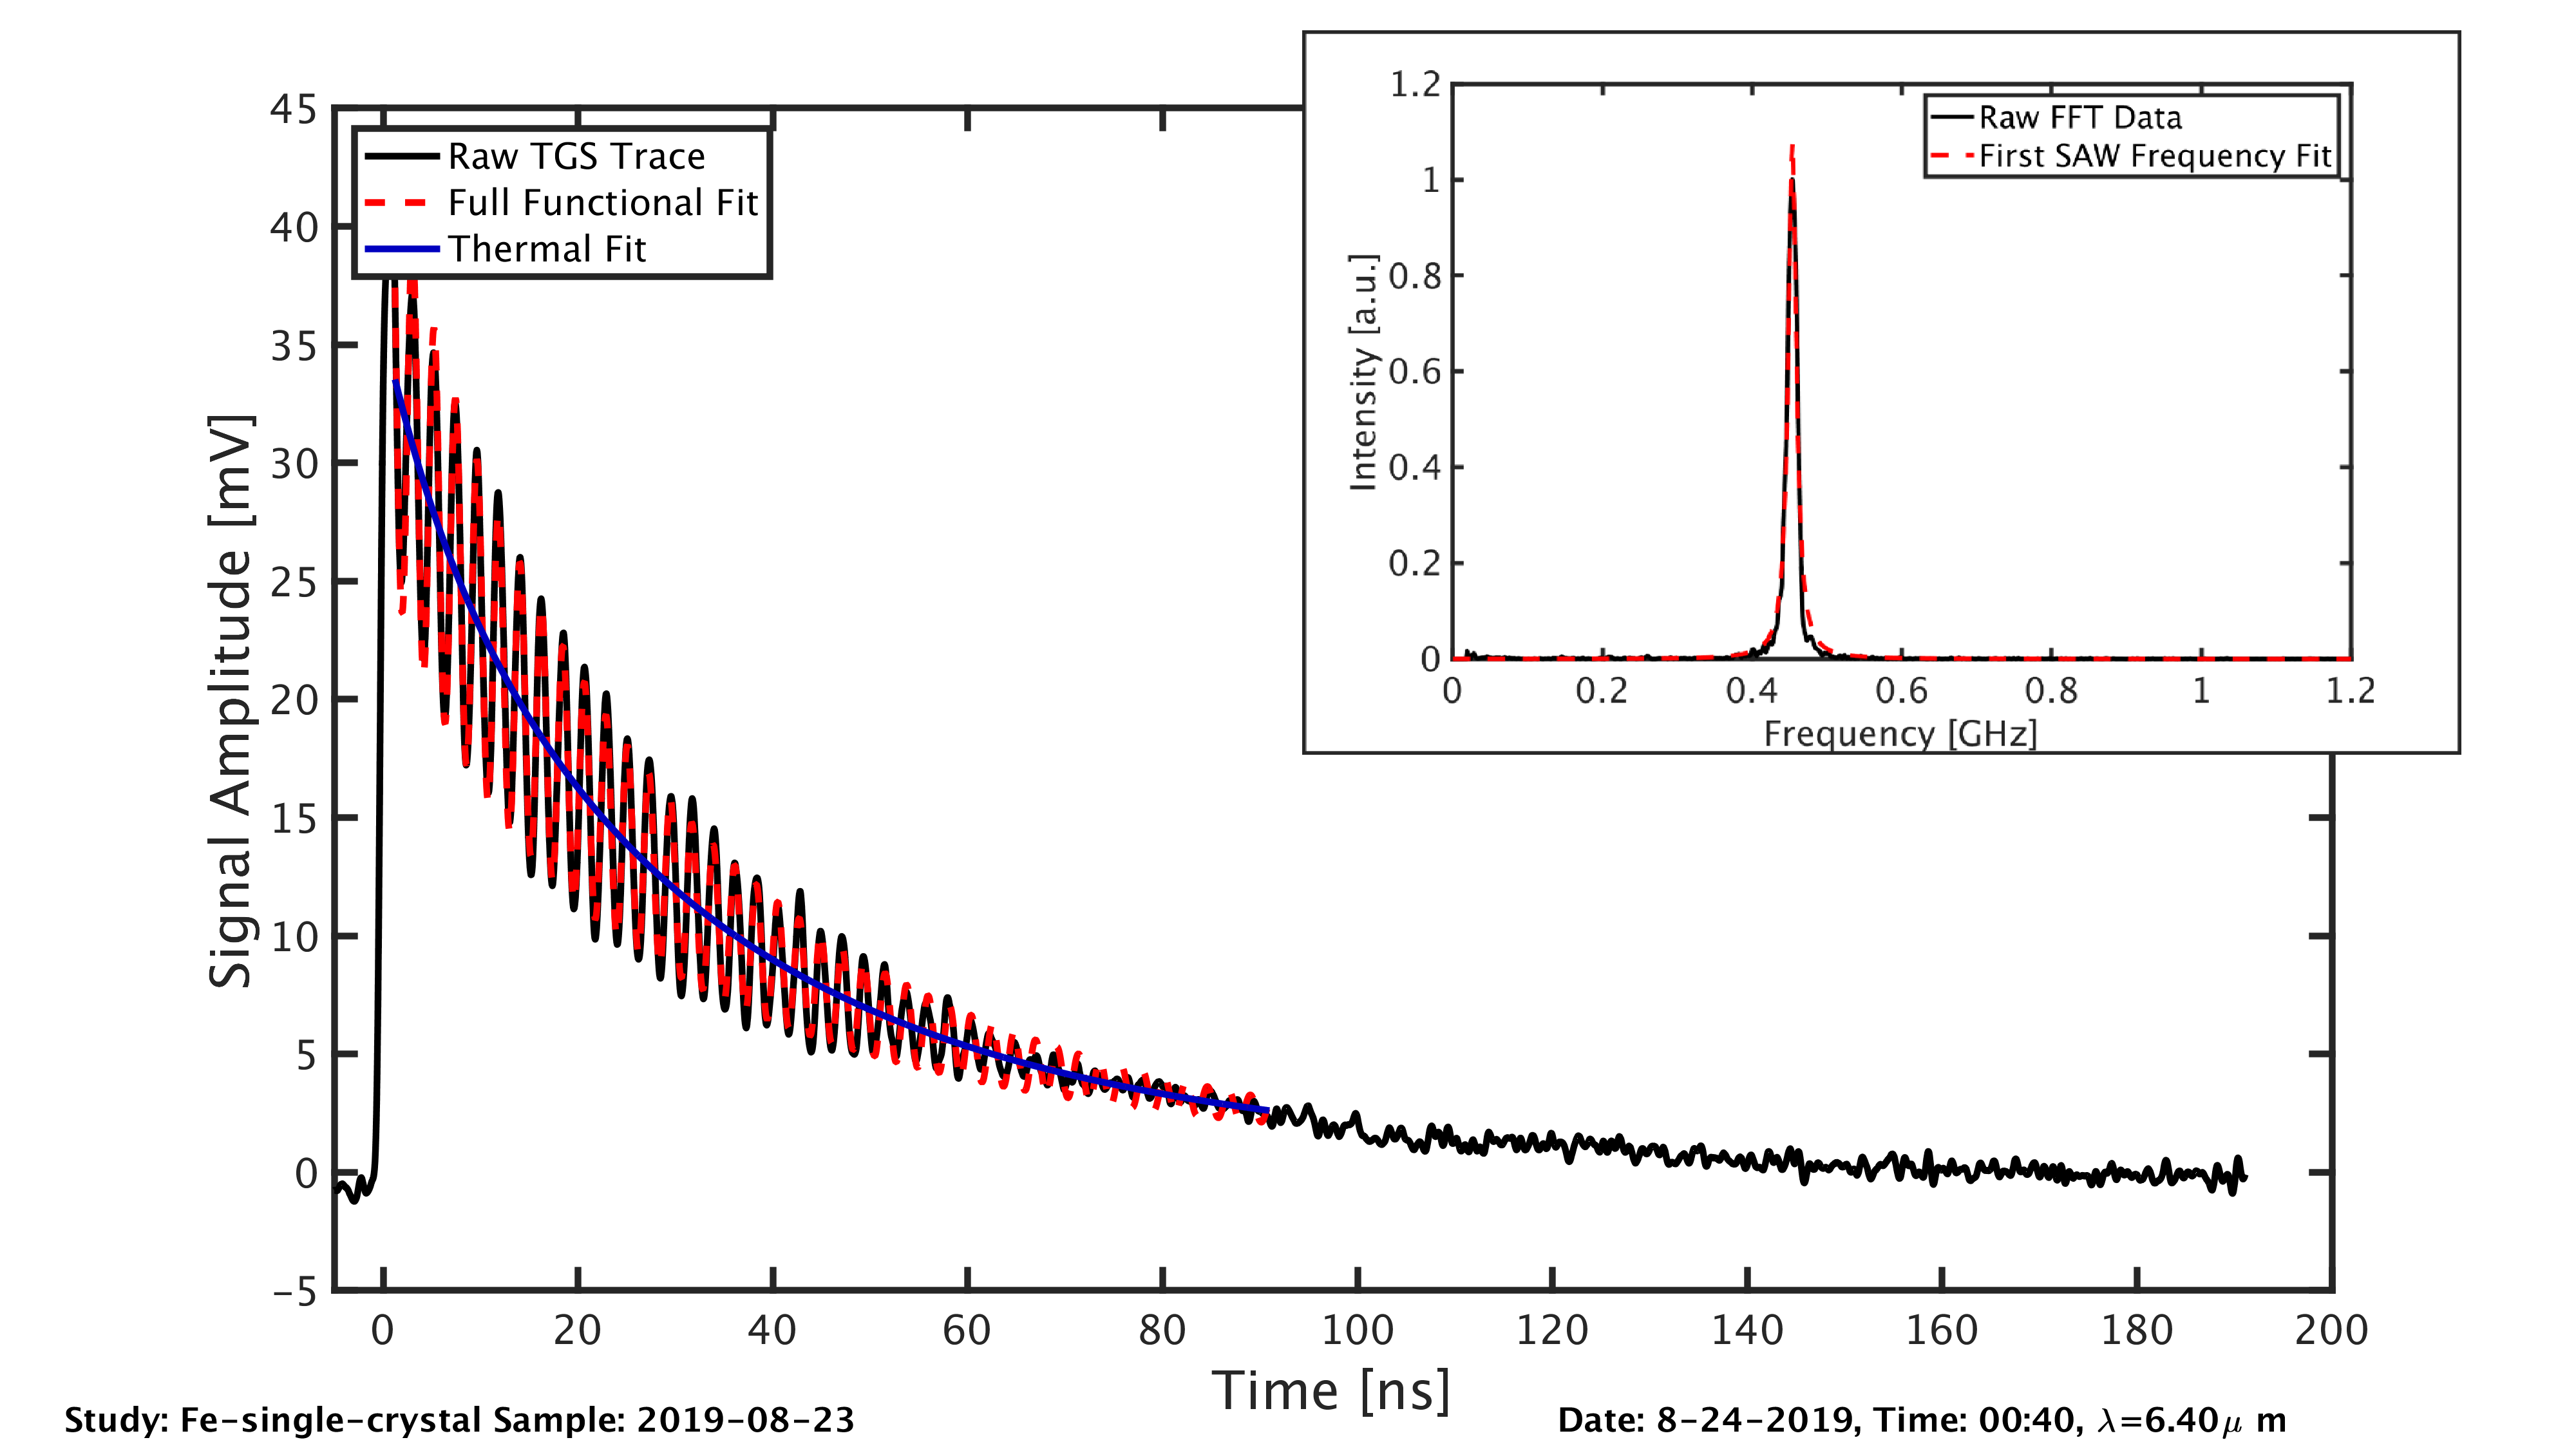 45
40
35
30
25
20
15
10
5
0
−5
Signal Amplitude [mV]
Raw TGS Trace
Full Functional Fit
Thermal Fit
0 20 40 60 80 100 120 140 160 180 200
Time [ns]
1.2
1
0.8
0.6
0.4
0.2
0
Intensity [a.u.]
Raw FFT Data
First SAW Frequency Fit
0 0.2 0.4 0.6 0.8 1 1.2
Frequency [GHz]
Study: Fe−single−crystal Sample: 2019−08−23
Date: 8−24−2019, Time: 00:40, λ=6.40μ m